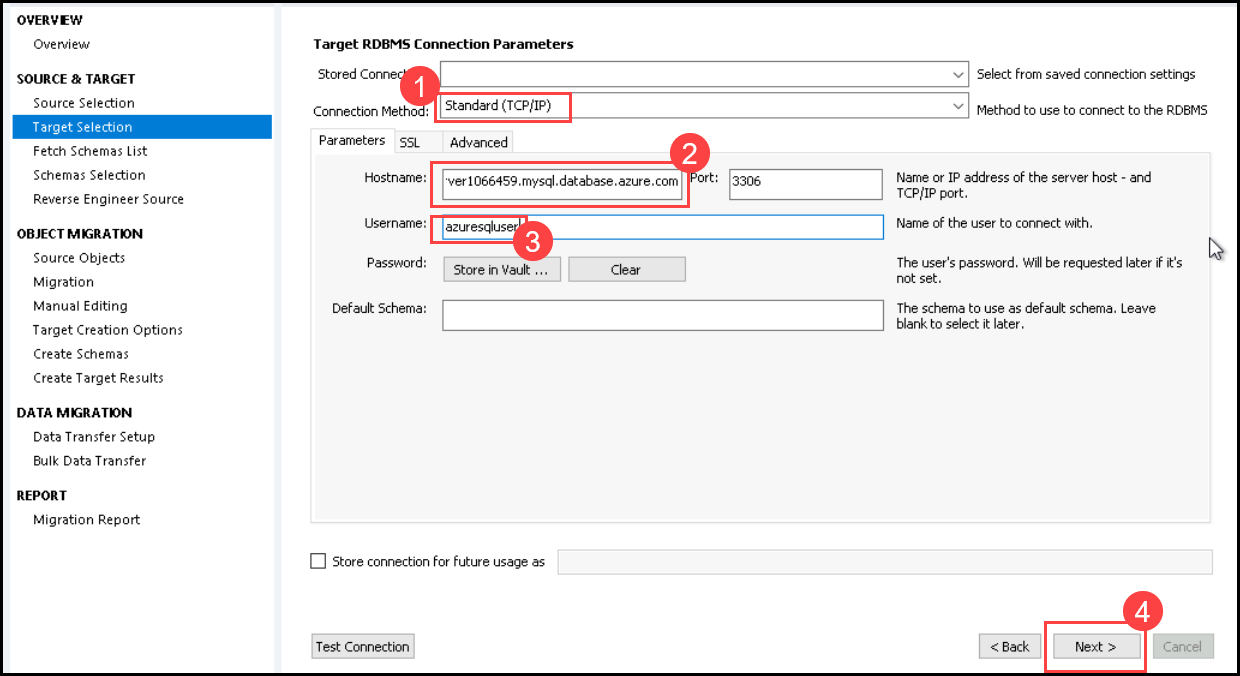 OVERVIEW
Overview
SOURCE & TARGET
Source Selection
Target Selection
Fetch Schemas List
Schemas Selection
Reverse Engineer Source
OBJECT MIGRATION
Source Objects
Migration
Manual Editing
Target Creation Options
Create Schemas
Create Target Results
DATA MIGRATION
Data Transfer Setup
Bulk Data Transfer
REPORT
Migration Report
Target RDBMS Connection Parameters
Stored Connec
Select from saved connection settings
1
Connection Method:
Standard (TCP/IP)
Method to use to connect to the RDBMS
Parameters SSL Advanced
2
Hostname:
ver1066459.mysql.database.azure.com
Port:
3306
Name or IP address of the server host - and
TCP/IP port.
Username:
azuresqluser
Name of the user to connect with.
3
Password:
Store in Vault ...
Clear
The user's password. Will be requested later if it's
not set.
Default Schema:
The schema to use as default schema. Leave
blank to select it later.
Store connection for future usage as
4
Test Connection
< Back
Next >
Cancel